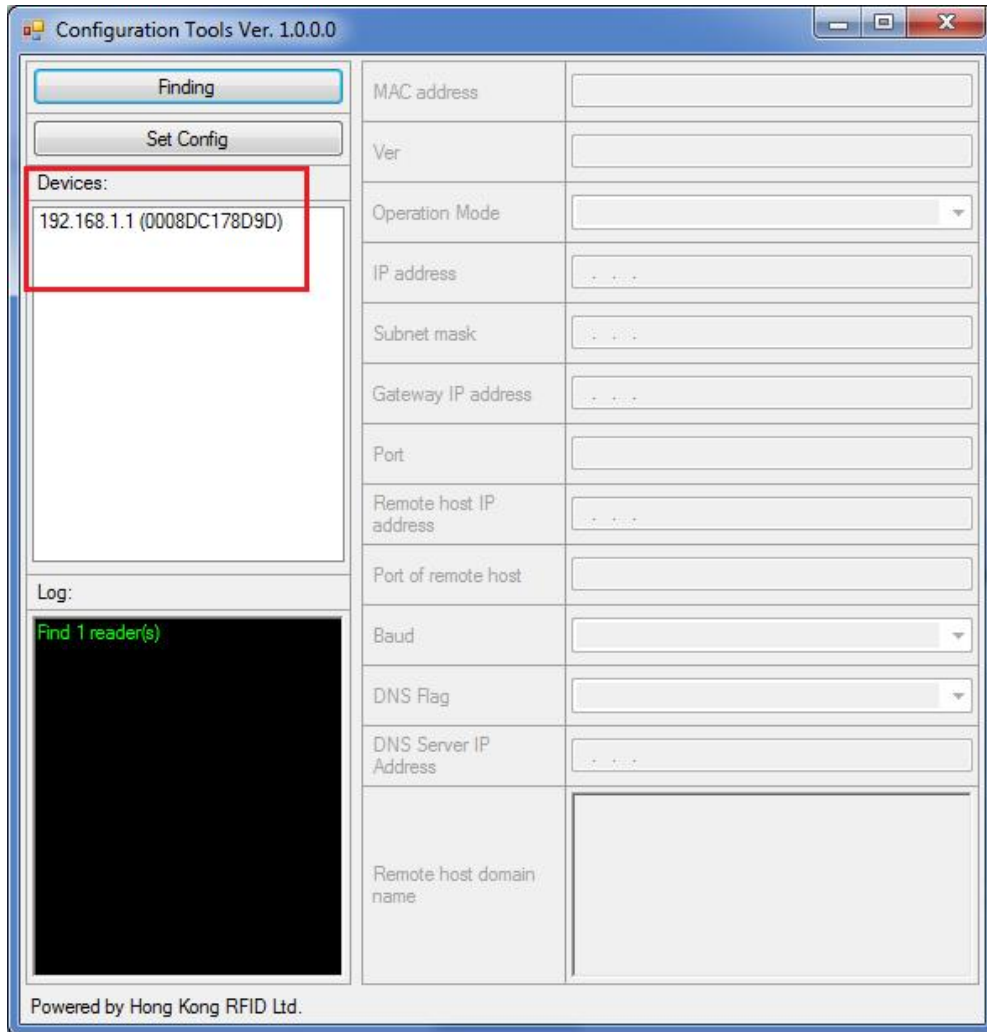 Configuration Tools Ver. 1.0.0.0
Finding
Set Config
Devices:
192.168.1.1 (0008DC178D9D)
Log:
Find 1 reader(s)
MAC address
Ver
Operation Mode
IP address
. . .
Subnet mask
. . .
Gateway IP address
. . .
Port
Remote host IP
address
. . .
Port of remote host
Baud
DNS Flag
DNS Server IP
Address
. . .
Remote host domain
name
Powered by Hong Kong RFID Ltd.